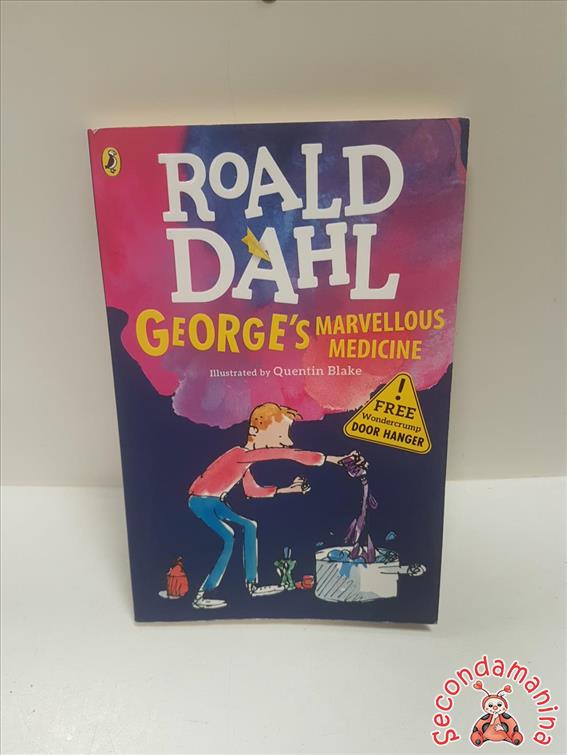 ROALD
DAHL
GEORGE'S MARVELLOUS
MEDICINE
Illustrated by Quentin Blake
!
FREE
Wondercrump
DOOR HANGER
Secondamanina